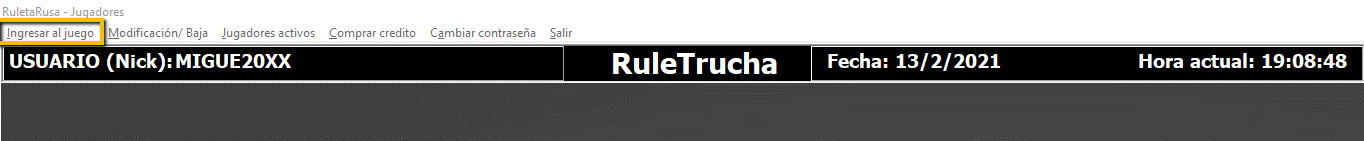 RuletaRusa - Jugadores
Ingresar al juego Modificación/ Baja Jugadores activos Comprar credito Cambiar contraseña Salir
USUARIO (Nick): MIGUE20XX RuleTrucha Fecha: 13/2/2021 Hora actual: 19:08:48